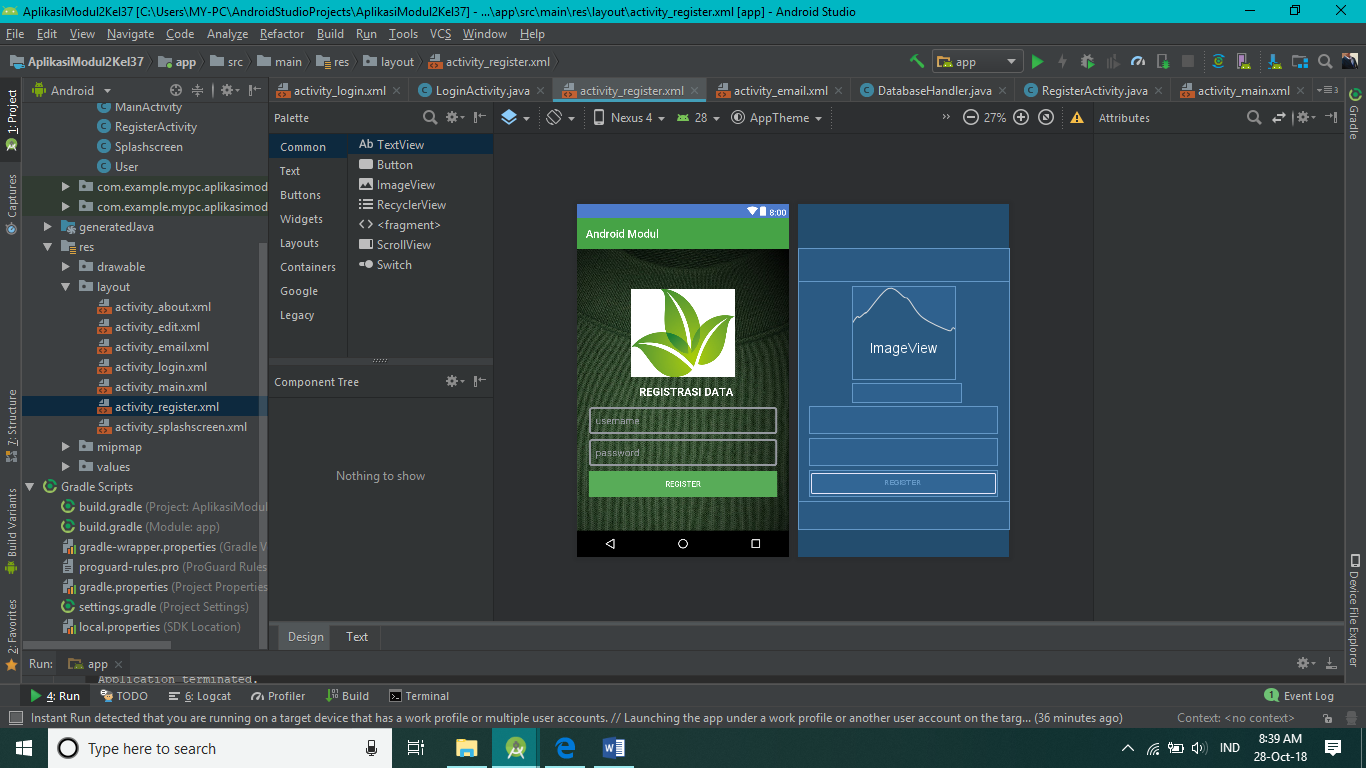 AplikasiModul2Kel37 [C:\Users\MY-PC\AndroidStudioProjects\AplikasiModul2Kel37] - ...\app\src\main\res\layout\activity_register.xml [app] - Android Studio
File Edit View Navigate Code Analyze Refactor Build Run Tools VCS Window Help
AplikasiModul2Kel37 app src main res layout activity_register.xml app
Android activity_login.xml LoginActivity.java activity_register.xml activity_email.xml DatabaseHandler.java RegisterActivity.java activity_main.xml 3
1: Project
Captures
7: Structure
Build Variants
2: Favorites
MainActivity
RegisterActivity
Splashscreen
User
com.example.mypc.aplikasimod
com.example.mypc.aplikasimod
generatedJava
res
drawable
layout
activity_about.xml
activity_edit.xml
activity_email.xml
activity_login.xml
activity_main.xml
activity_register.xml
activity_splashscreen.xml
mipmap
values
Gradle Scripts
build.gradle (Project: AplikasiModul
build.gradle (Module: app)
gradle-wrapper.properties (Gradle V
proguard-rules.pro (ProGuard Rules
gradle.properties (Project Properties
settings.gradle (Project Settings)
local.properties (SDK Location)
Palette
Common
Text
Buttons
Widgets
Layouts
Containers
Google
Legacy
Ab TextView
Button
ImageView
RecyclerView
<fragment>
ScrollView
Switch
Component Tree
Nothing to show
Nexus 4 28 AppTheme » 27%
8:00
Android Modul
REGISTRASI DATA
username
password
REGISTER
ImageView
REGISTER
Attributes
Gradle
Device File Explorer
Design Text
Run: app
Application terminated.
4: Run TODO 6: Logcat Profiler Build Terminal 1 Event Log
Instant Run detected that you are running on a target device that has a work profile or multiple user accounts. // Launching the app under a work profile or another user account on the targ... (36 minutes ago) Context: <no context>
Type here to search
IND
8:39 AM
28-Oct-18